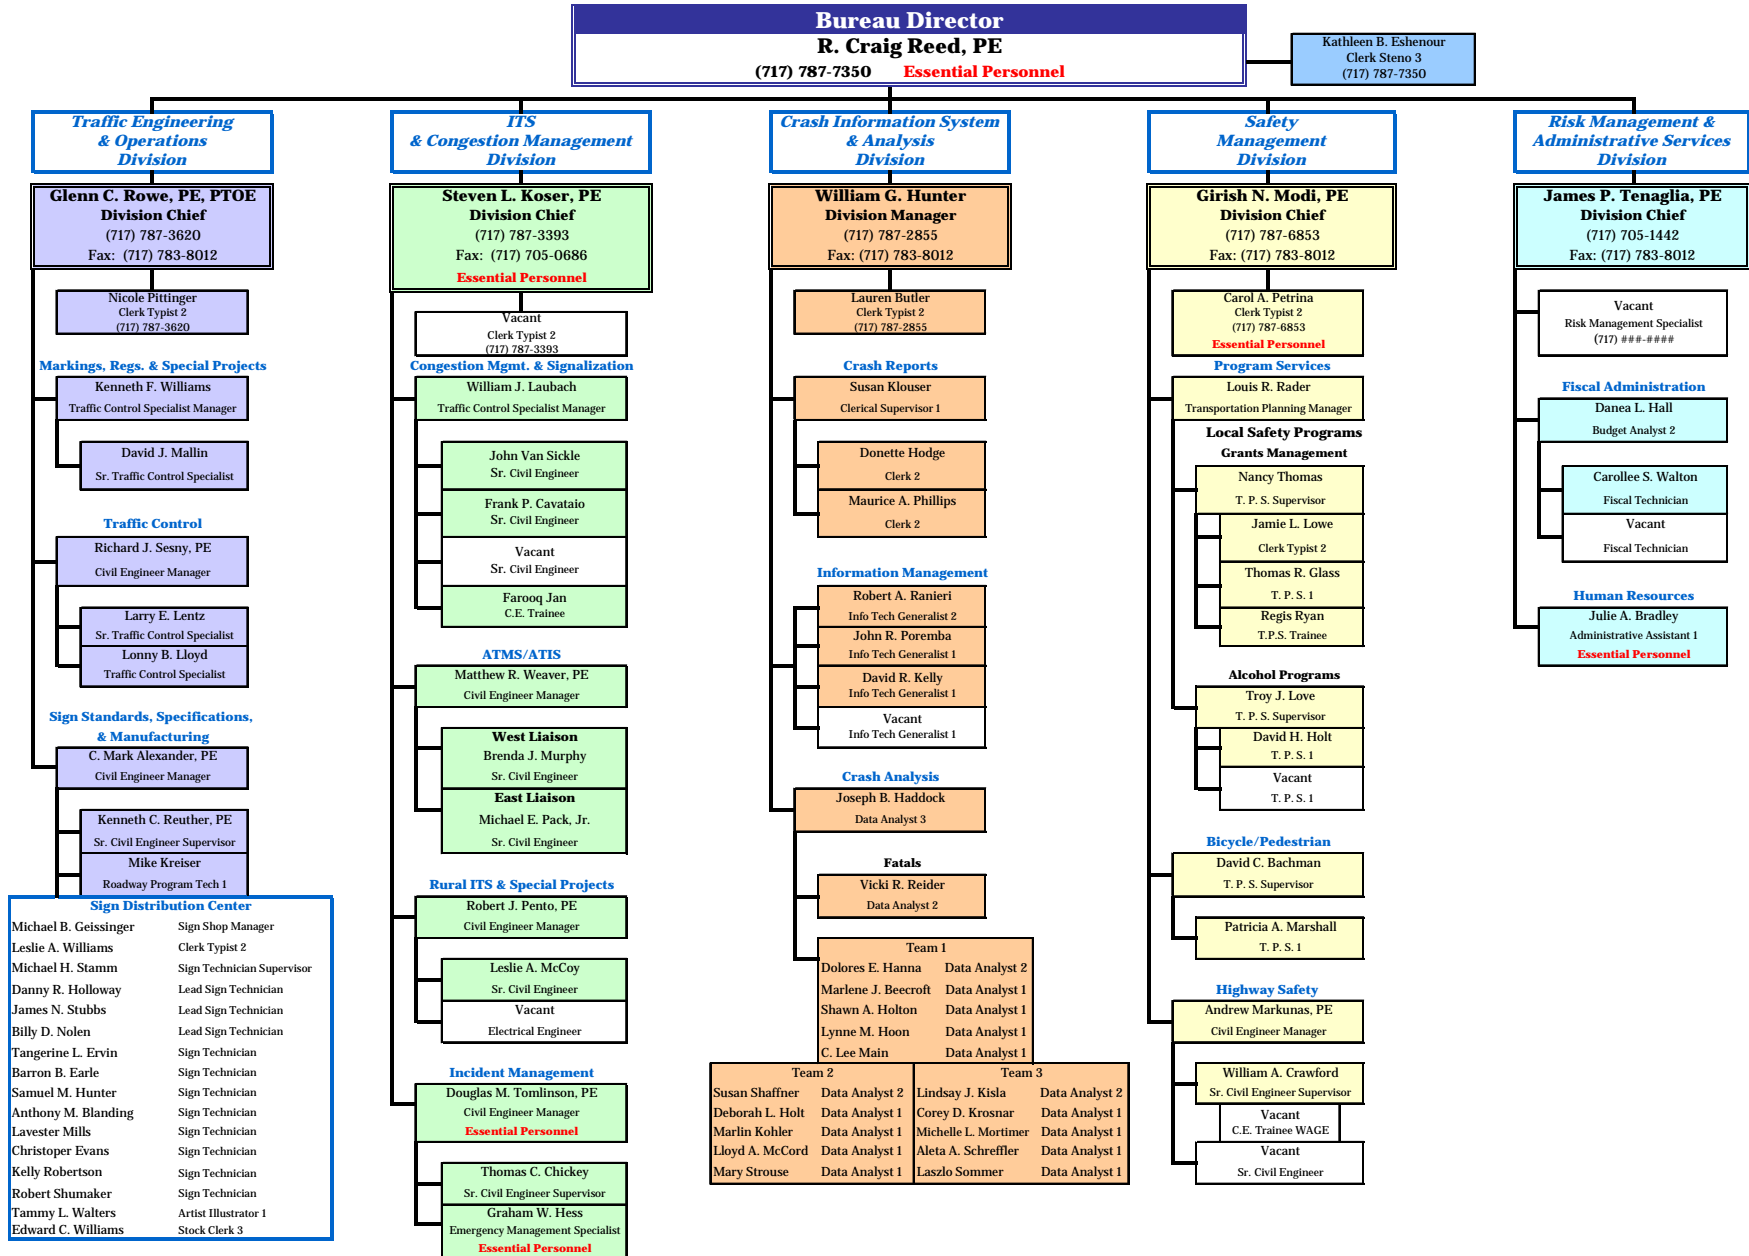 Bureau Director
R. Craig Reed, PE
(717) 787-7350 Essential Personnel
Kathleen B. Eshenour
Clerk Steno 3
(717) 787-7350
Traffic Engineering
& Operations
Division
Glenn C. Rowe, PE, PTOE
Division Chief
(717) 787-3620
Fax: (717) 783-8012
Nicole Pittinger
Clerk Typist 2
(717) 787-3620
Markings, Regs. & Special Projects
Kenneth F. Williams
Traffic Control Specialist Manager
David J. Mallin
Sr. Traffic Control Specialist
Traffic Control
Richard J. Sesny, PE
Civil Engineer Manager
Larry E. Lentz
Sr. Traffic Control Specialist
Lonny B. Lloyd
Traffic Control Specialist
Sign Standards, Specifications,
& Manufacturing
C. Mark Alexander, PE
Civil Engineer Manager
Kenneth C. Reuther, PE
Sr. Civil Engineer Supervisor
Mike Kreiser
Roadway Program Tech 1
Sign Distribution Center
Michael B. Geissinger Sign Shop Manager
Leslie A. Williams Clerk Typist 2
Michael H. Stamm Sign Technician Supervisor
Danny R. Holloway Lead Sign Technician
James N. Stubbs Lead Sign Technician
Billy D. Nolen Lead Sign Technician
Tangerine L. Ervin Sign Technician
Barron B. Earle Sign Technician
Samuel M. Hunter Sign Technician
Anthony M. Blanding Sign Technician
Lavester Mills Sign Technician
Christoper Evans Sign Technician
Kelly Robertson Sign Technician
Robert Shumaker Sign Technician
Tammy L. Walters Artist Illustrator 1
Edward C. Williams Stock Clerk 3
ITS
& Congestion Management
Division
Steven L. Koser, PE
Division Chief
(717) 787-3393
Fax: (717) 705-0686
Essential Personnel
Vacant
Clerk Typist 2
(717) 787-3393
Congestion Mgmt. & Signalization
William J. Laubach
Traffic Control Specialist Manager
John Van Sickle
Sr. Civil Engineer
Frank P. Cavataio
Sr. Civil Engineer
Vacant
Sr. Civil Engineer
Farooq Jan
C.E. Trainee
ATMS/ATIS
Matthew R. Weaver, PE
Civil Engineer Manager
West Liaison
Brenda J. Murphy
Sr. Civil Engineer
East Liaison
Michael E. Pack, Jr.
Sr. Civil Engineer
Rural ITS & Special Projects
Robert J. Pento, PE
Civil Engineer Manager
Leslie A. McCoy
Sr. Civil Engineer
Vacant
Electrical Engineer
Incident Management
Douglas M. Tomlinson, PE
Civil Engineer Manager
Essential Personnel
Thomas C. Chickey
Sr. Civil Engineer Supervisor
Graham W. Hess
Emergency Management Specialist
Essential Personnel
Crash Information System
& Analysis
Division
William G. Hunter
Division Manager
(717) 787-2855
Fax: (717) 783-8012
Lauren Butler
Clerk Typist 2
(717) 787-2855
Crash Reports
Susan Klouser
Clerical Supervisor 1
Donette Hodge
Clerk 2
Maurice A. Phillips
Clerk 2
Information Management
Robert A. Ranieri
Info Tech Generalist 2
John R. Poremba
Info Tech Generalist 1
David R. Kelly
Info Tech Generalist 1
Vacant
Info Tech Generalist 1
Crash Analysis
Joseph B. Haddock
Data Analyst 3
Fatals
Vicki R. Reider
Data Analyst 2
Team 1
Dolores E. Hanna Data Analyst 2
Marlene J. Beecroft Data Analyst 1
Shawn A. Holton Data Analyst 1
Lynne M. Hoon Data Analyst 1
C. Lee Main Data Analyst 1
Team 2
Susan Shaffner Data Analyst 2
Deborah L. Holt Data Analyst 1
Marlin Kohler Data Analyst 1
Lloyd A. McCord Data Analyst 1
Mary Strouse Data Analyst 1
Team 3
Lindsay J. Kisla Data Analyst 2
Corey D. Krosnar Data Analyst 1
Michelle L. Mortimer Data Analyst 1
Aleta A. Schreffler Data Analyst 1
Laszlo Sommer Data Analyst 1
Safety
Management
Division
Girish N. Modi, PE
Division Chief
(717) 787-6853
Fax: (717) 783-8012
Carol A. Petrina
Clerk Typist 2
(717) 787-6853
Essential Personnel
Program Services
Louis R. Rader
Transportation Planning Manager
Local Safety Programs
Grants Management
Nancy Thomas
T. P. S. Supervisor
Jamie L. Lowe
Clerk Typist 2
Thomas R. Glass
T. P. S. 1
Regis Ryan
T.P.S. Trainee
Alcohol Programs
Troy J. Love
T. P. S. Supervisor
David H. Holt
T. P. S. 1
Vacant
T. P. S. 1
Bicycle/Pedestrian
David C. Bachman
T. P. S. Supervisor
Patricia A. Marshall
T. P. S. 1
Highway Safety
Andrew Markunas, PE
Civil Engineer Manager
William A. Crawford
Sr. Civil Engineer Supervisor
Vacant
C.E. Trainee WAGE
Vacant
Sr. Civil Engineer
Risk Management &
Administrative Services
Division
James P. Tenaglia, PE
Division Chief
(717) 705-1442
Fax: (717) 783-8012
Vacant
Risk Management Specialist
(717) ###-####
Fiscal Administration
Danea L. Hall
Budget Analyst 2
Carollee S. Walton
Fiscal Technician
Vacant
Fiscal Technician
Human Resources
Julie A. Bradley
Administrative Assistant 1
Essential Personnel